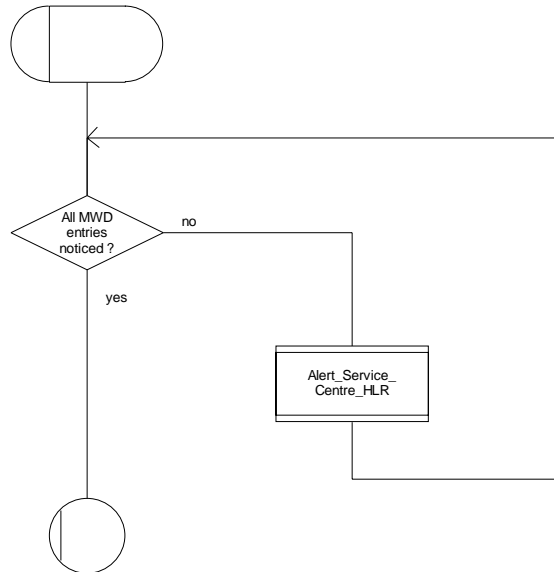 All MWD
entries
noticed ?
no
yes
Alert_Service_
Centre_HLR